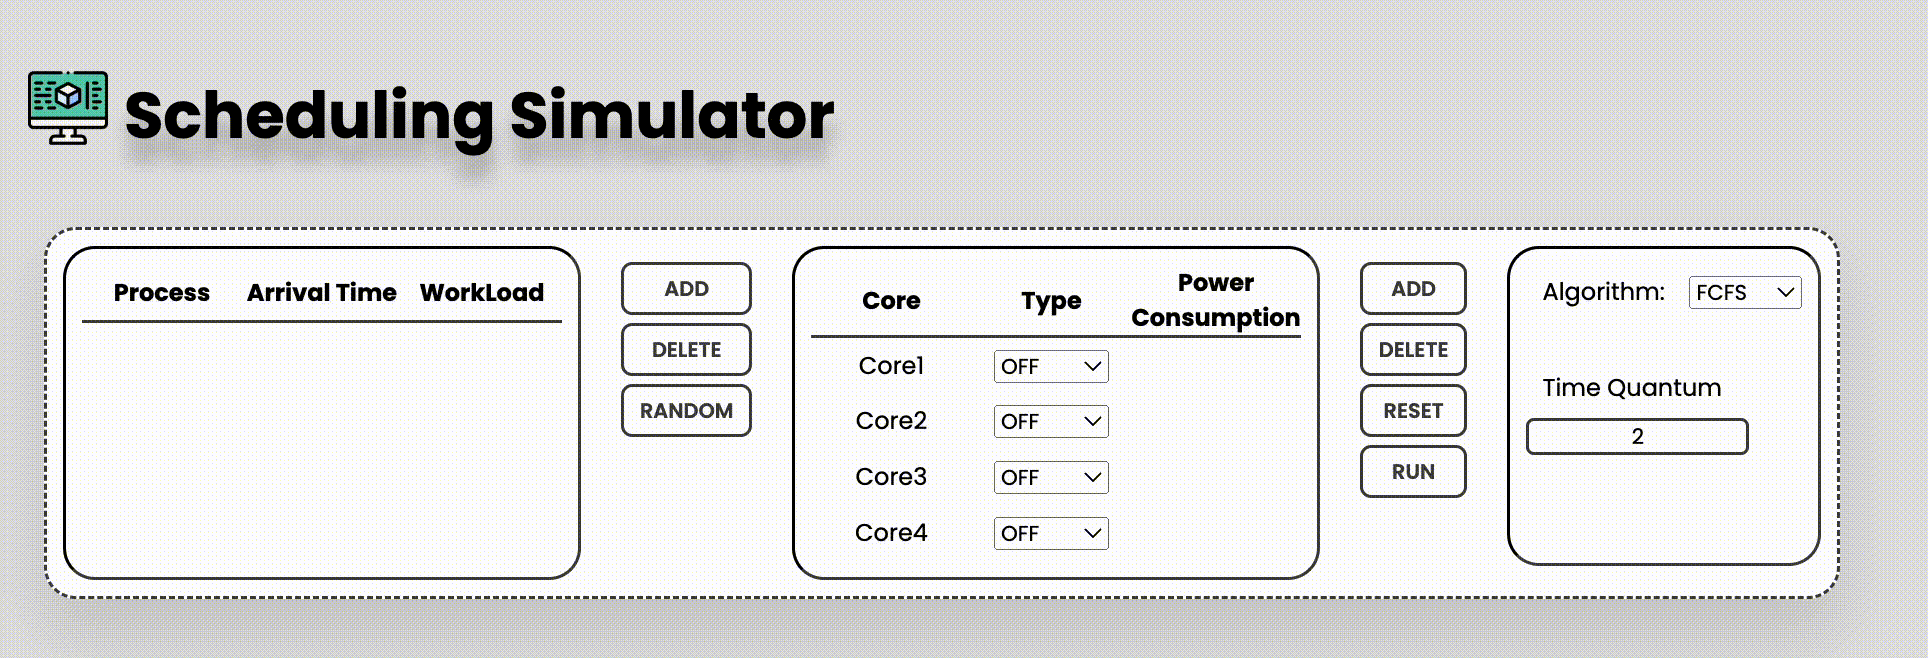 Scheduling Simulator
Process Arrival Time WorkLoad
ADD
DELETE
RANDOM
Core Type Power Consumption
Core1 OFF
Core2 OFF
Core3 OFF
Core4 OFF
ADD
DELETE
RESET
RUN
Algorithm: FCFS
Time Quantum
2